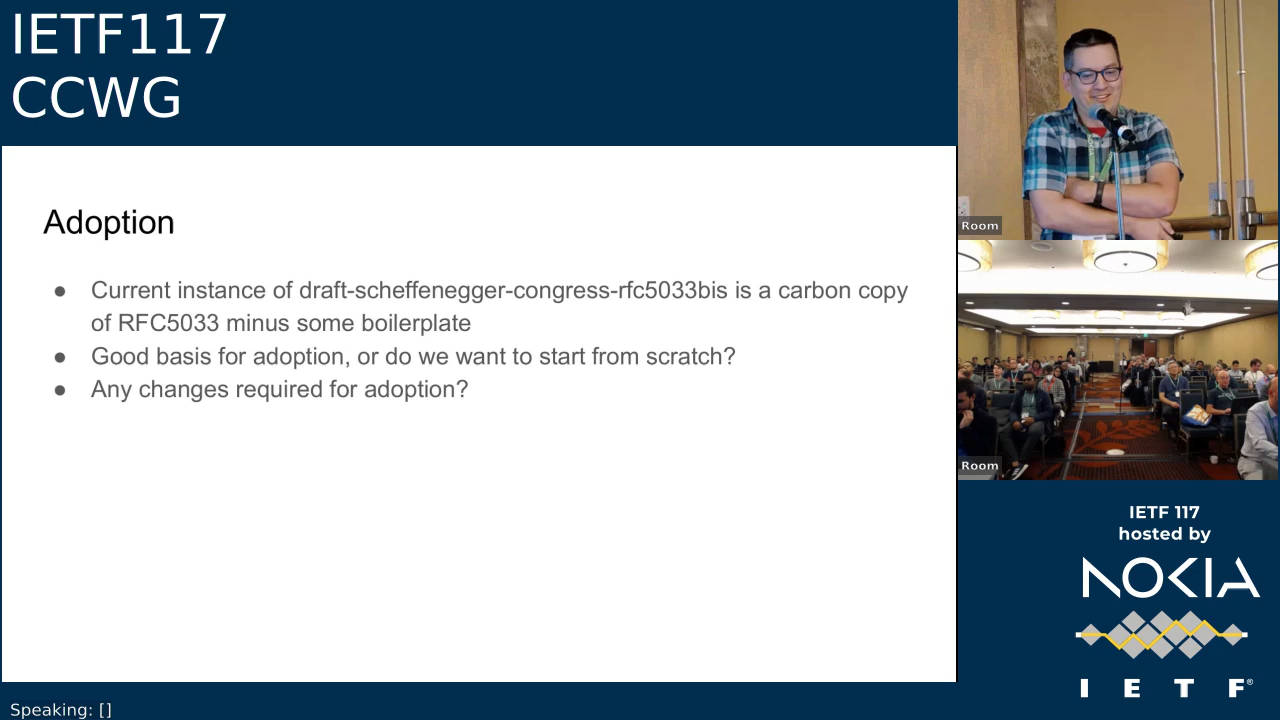 IETF117
CCWG
Adoption
● Current instance of draft-scheffenegger-congress-rfc5033bis is a carbon copy
of RFC5033 minus some boilerplate
● Good basis for adoption, or do we want to start from scratch?
● Any changes required for adoption?
Room
Room
IETF 117
hosted by
NOKIA
I E T F®
Speaking: []